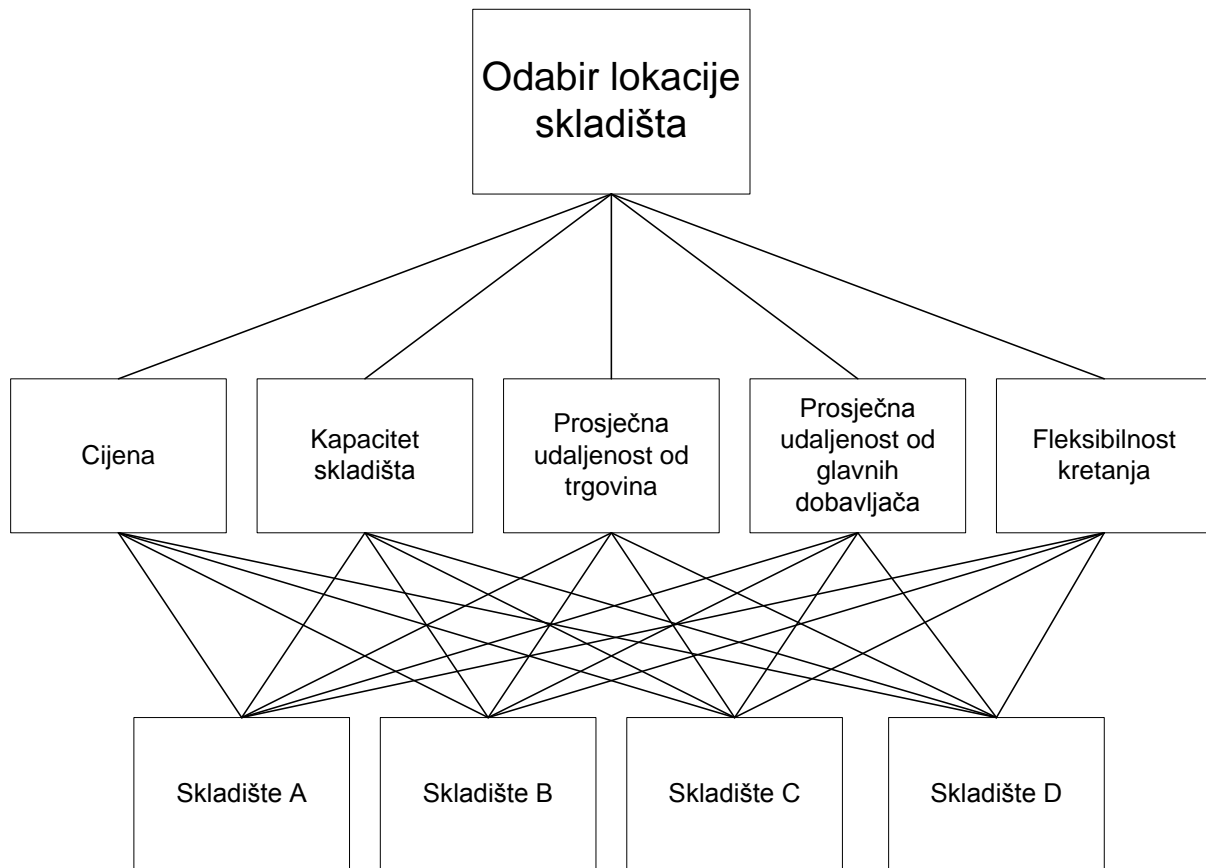 Odabir lokacije
skladišta
Cijena
Kapacitet
skladišta
Prosječna
udaljenost od
trgovina
Prosječna
udaljenost od
glavnih
dobavljača
Fleksibilnost
kretanja
Skladište A
Skladište B
Skladište C
Skladište D